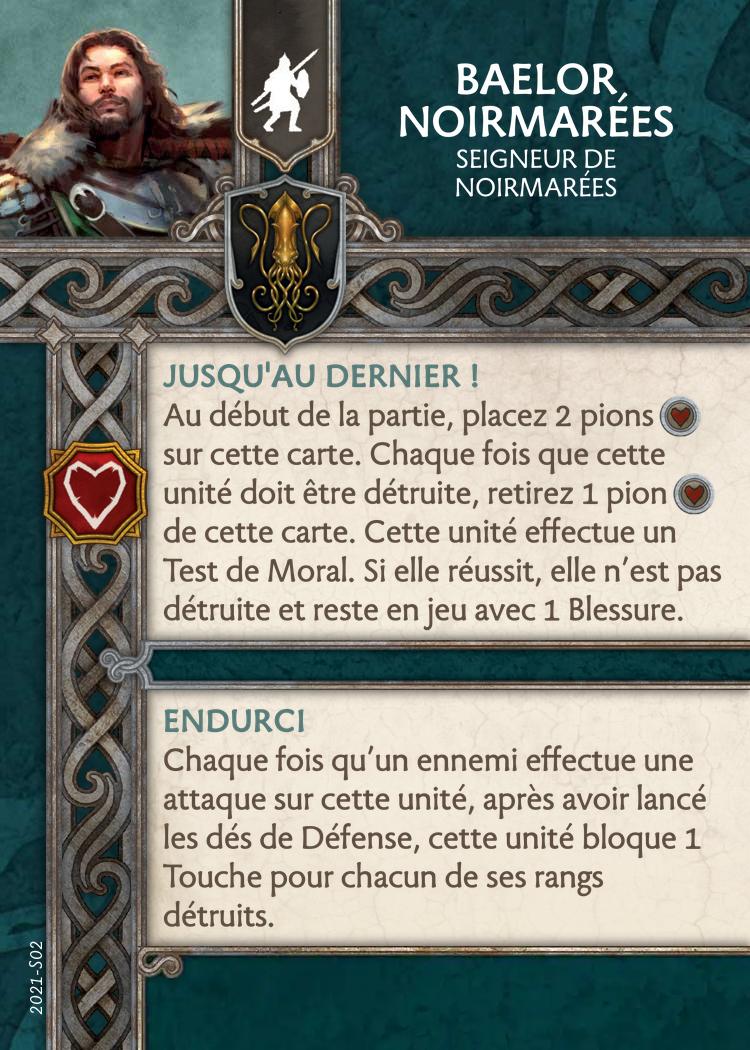 BAELOR,
NOIRMARÉES
SEIGNEUR DE
NOIRMARÉES
JUSQU'AU DERNIER !
Au début de la partie, placez 2 pions
sur cette carte. Chaque fois que cette
unité doit être détruite, retirez 1 pion
de cette carte. Cette unité effectue un
Test de Moral. Si elle réussit, elle n’est pas
détruite et reste en jeu avec 1 Blessure.
ENDURCI
Chaque fois qu’un ennemi effectue une
attaque sur cette unité, après avoir lancé
les dés de Défense, cette unité bloque 1
Touche pour chacun de ses rangs
détruits.
2021-S02